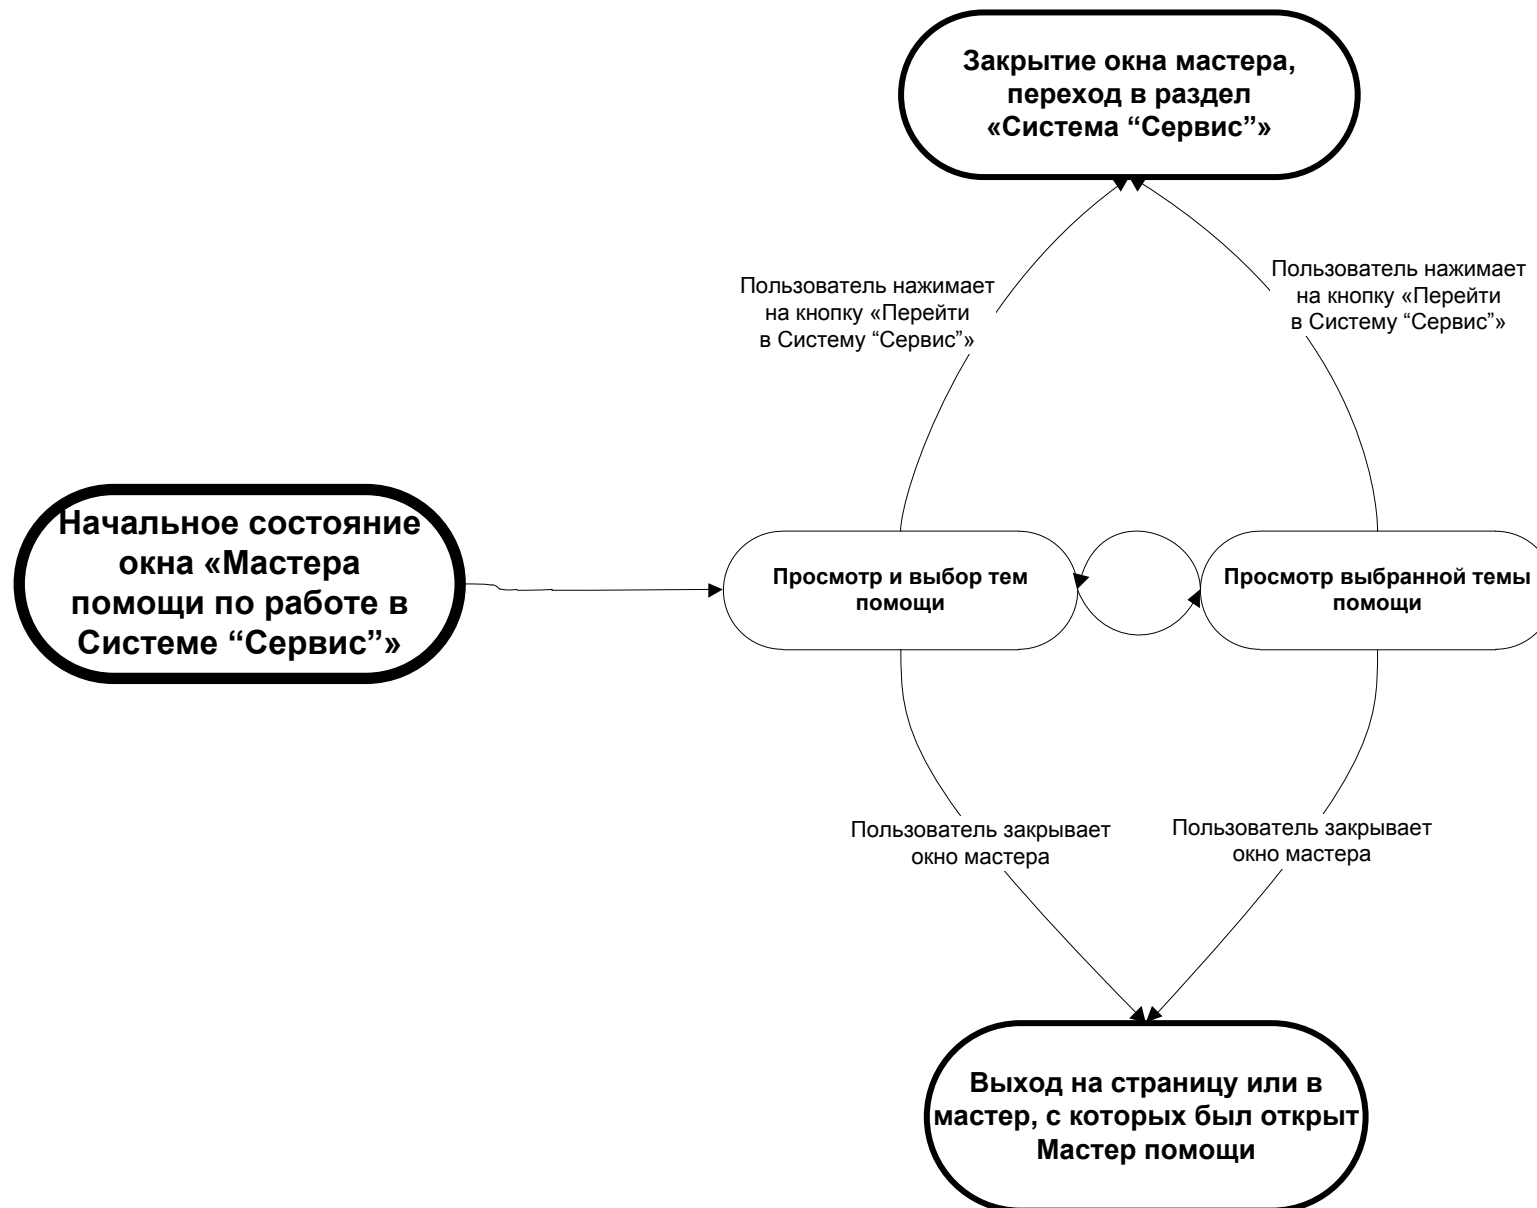 Закрытие окна мастера,
переход в раздел
«Система “Сервис”»
Пользователь нажимает
на кнопку «Перейти
в Систему “Сервис”»
Пользователь нажимает
на кнопку «Перейти
в Систему “Сервис”»
Начальное состояние
окна «Мастера
помощи по работе в
Системе “Сервис”»
Просмотр и выбор тем
помощи
Просмотр выбранной темы
помощи
Пользователь закрывает
окно мастера
Пользователь закрывает
окно мастера
Выход на страницу или в
мастер, с которых был открыт
Мастер помощи